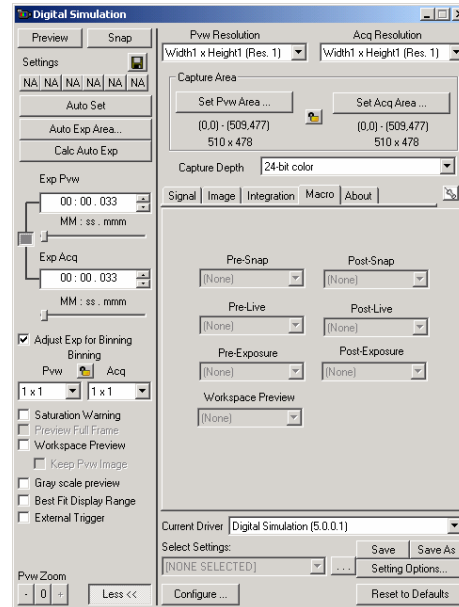 Digital Simulation
Preview Snap
Settings
NA NA NA NA NA NA
Auto Set
Auto Exp Area...
Calc Auto Exp
Exp Pvw
00 : 00 . 033
MM : ss . mmm
Exp Acq
00 : 00 . 033
MM : ss . mmm
Adjust Exp for Binning
Binning
Pvw Acq
1 x 1 1 x 1
Saturation Warning
Preview Full Frame
Workspace Preview
Keep Pvw Image
Gray scale preview
Best Fit Display Range
External Trigger
Pvw Zoom
- 0 + Less <<
Pvw Resolution Acq Resolution
Width1 x Height1 (Res. 1) Width1 x Height1 (Res. 1)
Capture Area
Set Pvw Area ... Set Acq Area ...
(0,0) - (509,477) (0,0) - (509,477)
510 x 478 510 x 478
Capture Depth 24-bit color
Signal Image Integration Macro About
Pre-Snap Post-Snap
(None) (None)
Pre-Live Post-Live
(None) (None)
Pre-Exposure Post-Exposure
(None) (None)
Workspace Preview
(None)
Current Driver Digital Simulation (5.0.0.1)
Select Settings: Save Save As
[NONE SELECTED] ... Setting Options...
Configure ... Reset to Defaults